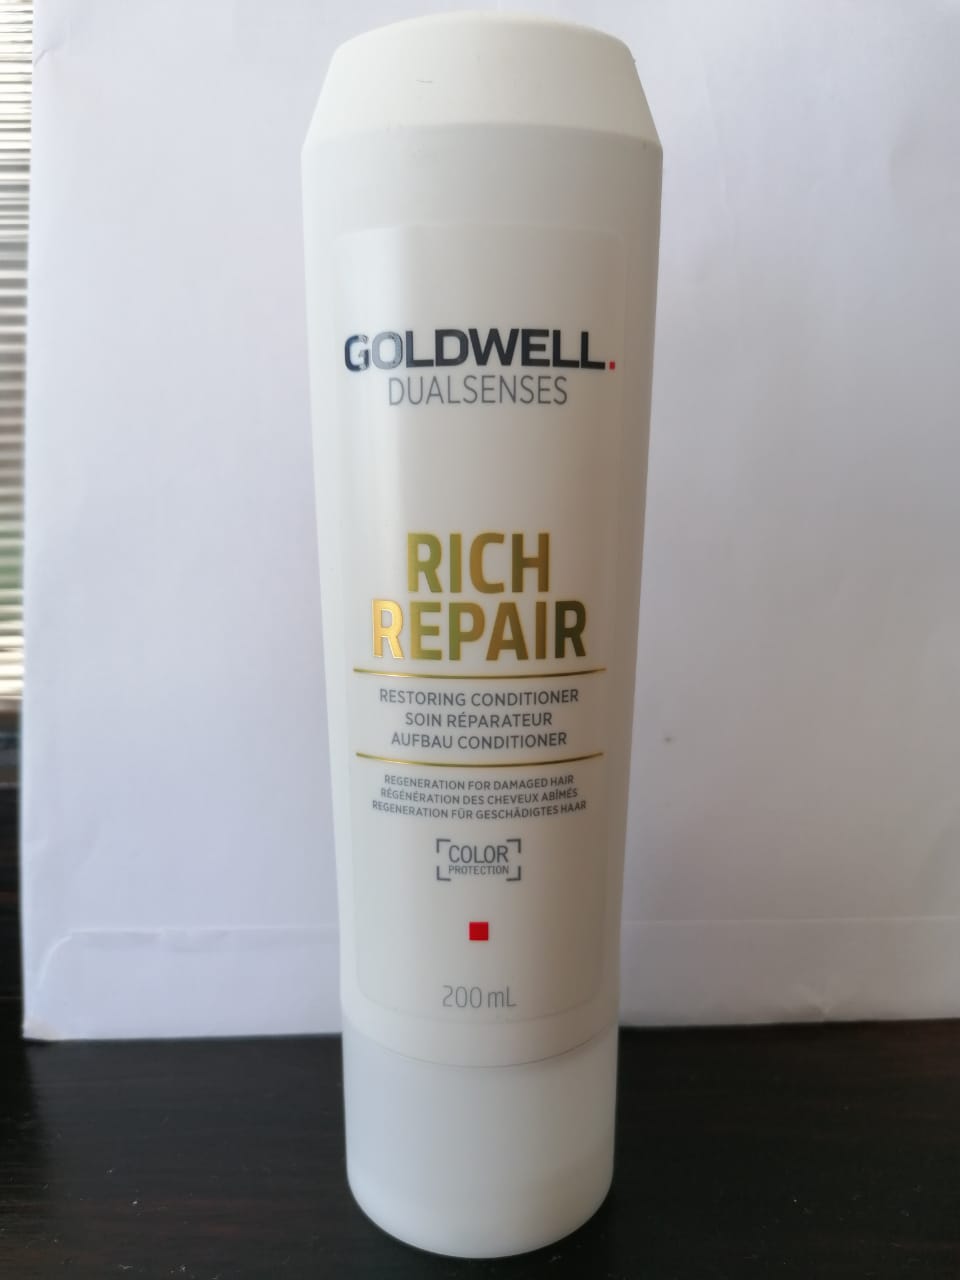 GOLDWELL.
DUALSENSES
RICH
REPAIR
RESTORING CONDITIONER
SOIN RÉPARATEUR
AUFBAU CONDITIONER
REGENERATION FOR DAMAGED HAIR
RÉGÉNÉRATION DES CHEVEUX ABÎMÉS
REGENERATION FÜR GESCHÄDIGTES HAAR
COLOR
PROTECTION
200 mL